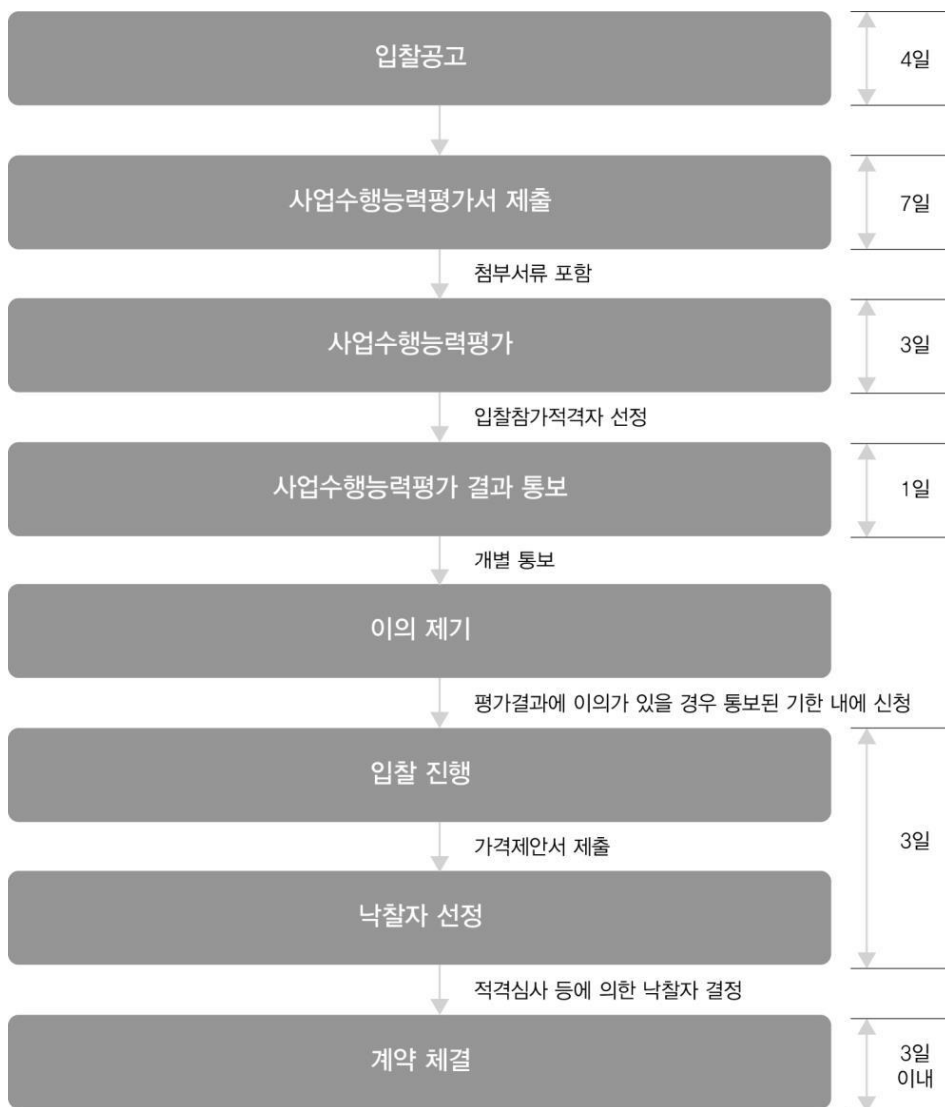 입찰공고
4일
사업수행능력평가서 제출
7일
첨부서류 포함
사업수행능력평가
3일
입찰참가적격자 선정
사업수행능력평가 결과 통보
1일
개별 통보
이의 제기
평가결과에 이의가 있을 경우 통보된 기한 내에 신청
입찰 진행
3일
가격제안서 제출
낙찰자 선정
적격심사 등에 의한 낙찰자 결정
계약 체결
3일
이내